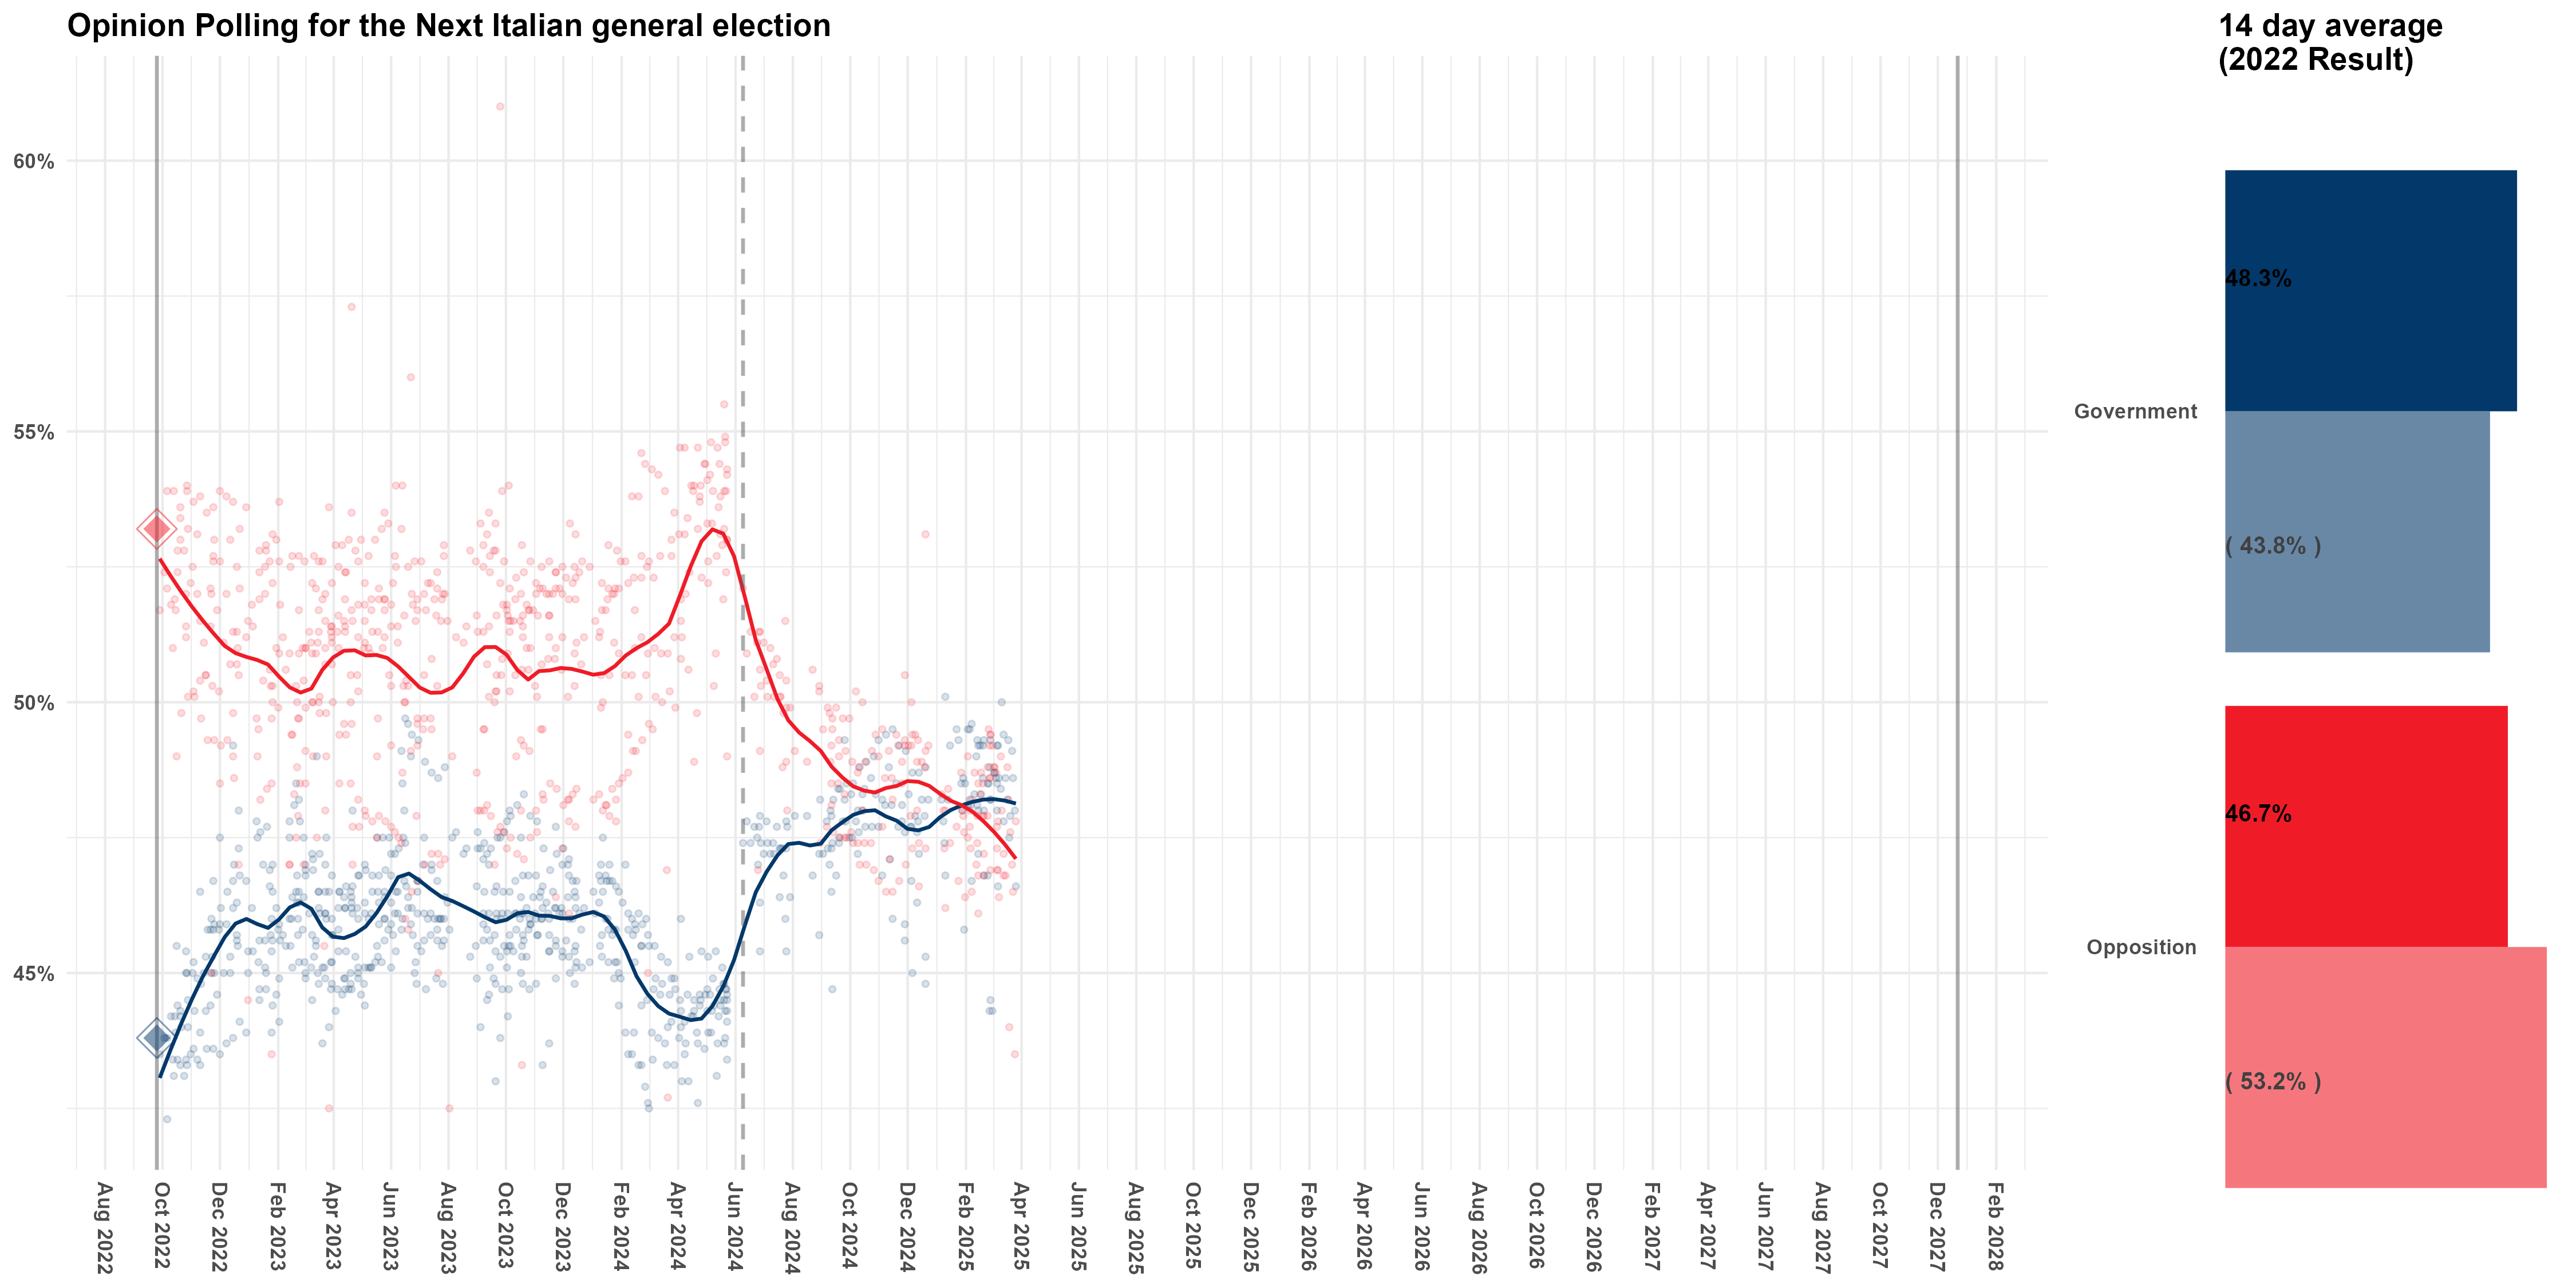 Opinion Polling for the Next Italian general election
14 day average
(2022 Result)
60%
55%
50%
45%
Aug 2022
Oct 2022
Dec 2022
Feb 2023
Apr 2023
Jun 2023
Aug 2023
Oct 2023
Dec 2023
Feb 2024
Apr 2024
Jun 2024
Aug 2024
Oct 2024
Dec 2024
Feb 2025
Apr 2025
Jun 2025
Aug 2025
Oct 2025
Dec 2025
Feb 2026
Apr 2026
Jun 2026
Aug 2026
Oct 2026
Dec 2026
Feb 2027
Apr 2027
Jun 2027
Aug 2027
Oct 2027
Dec 2027
Feb 2028
Government
48.3%
( 43.8% )
Opposition
46.7%
( 53.2% )